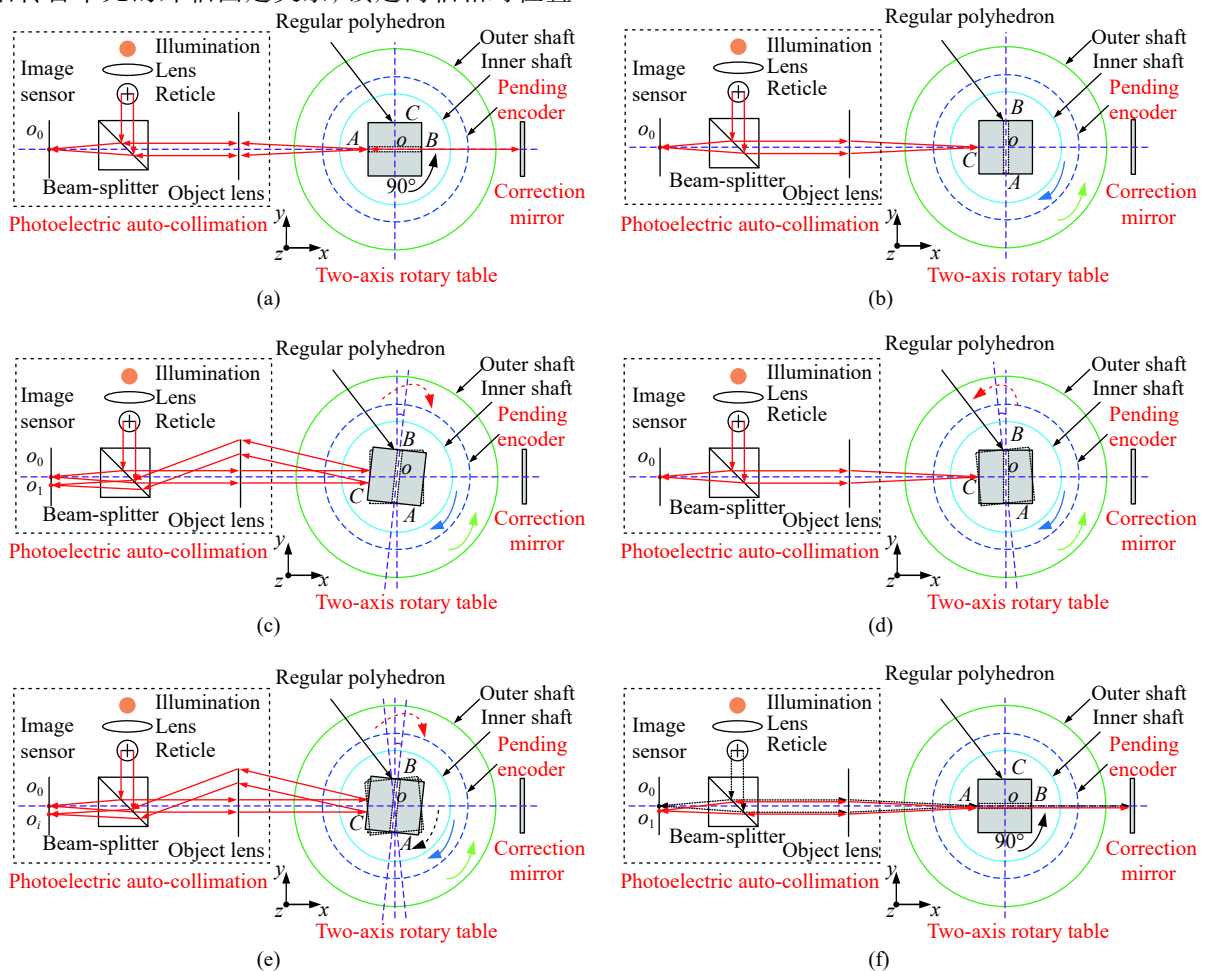 Regular polyhedron
Outer shaft
Inner shaft
Pending
encoder
Illumination
Lens
Reticle
Image
sensor
o0
C
A
o
B
90°
Beam-splitter
Object lens
Correction
mirror
Photoelectric auto-collimation
y
z
x
Two-axis rotary table
(a)
Regular polyhedron
Outer shaft
Inner shaft
Pending
encoder
Illumination
Lens
Reticle
Image
sensor
o0
B
o
C
A
Beam-splitter
Object lens
Correction
mirror
Photoelectric auto-collimation
y
z
x
Two-axis rotary table
(b)
Regular polyhedron
Outer shaft
Inner shaft
Pending
encoder
Illumination
Lens
Reticle
Image
sensor
o0
o1
B
o
C
A
Beam-splitter
Object lens
Correction
mirror
Photoelectric auto-collimation
y
z
x
Two-axis rotary table
(c)
Regular polyhedron
Outer shaft
Inner shaft
Pending
encoder
Illumination
Lens
Reticle
Image
sensor
o0
B
o
C
A
Beam-splitter
Object lens
Correction
mirror
Photoelectric auto-collimation
y
z
x
Two-axis rotary table
(d)
Regular polyhedron
Outer shaft
Inner shaft
Pending
encoder
Illumination
Lens
Reticle
Image
sensor
o0
oi
B
o
C
A
Beam-splitter
Object lens
Correction
mirror
Photoelectric auto-collimation
y
z
x
Two-axis rotary table
(e)
Regular polyhedron
Outer shaft
Inner shaft
Pending
encoder
Illumination
Lens
Reticle
Image
sensor
o0
o1
C
A
o
B
90°
Beam-splitter
Object lens
Correction
mirror
Photoelectric auto-collimation
y
z
x
Two-axis rotary table
(f)